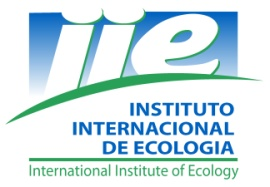 iie
INSTITUTO
INTERNACIONAL
DE ECOLOGIA
International Institute of Ecology